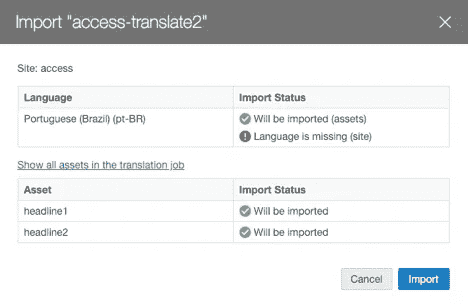 Import "access-translate2"
Site: access
Language Import Status
Portuguese (Brazil) (pt-BR) Will be imported (assets)
Language is missing (site)
Show all assets in the translation job
Asset Import Status
headline1 Will be imported
headline2 Will be imported
Cancel Import